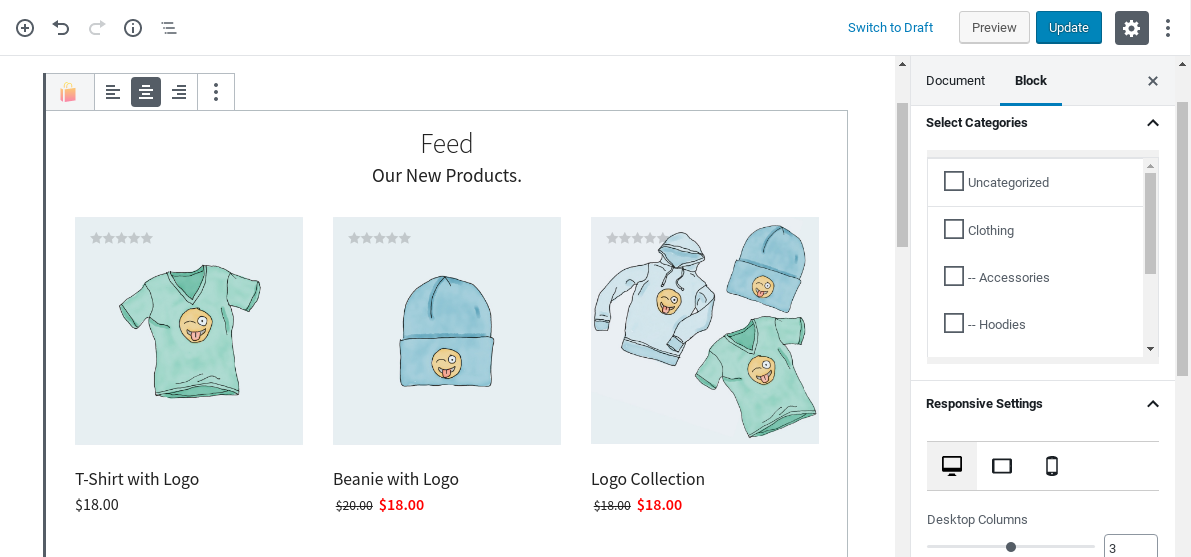 Switch to Draft
Preview
Update
Document
Block
Select Categories
Uncategorized
Clothing
-- Accessories
-- Hoodies
Responsive Settings
Desktop Columns
3
Feed
Our New Products.
T-Shirt with Logo
$18.00
Beanie with Logo
$20.00 $18.00
Logo Collection
$18.00 $18.00